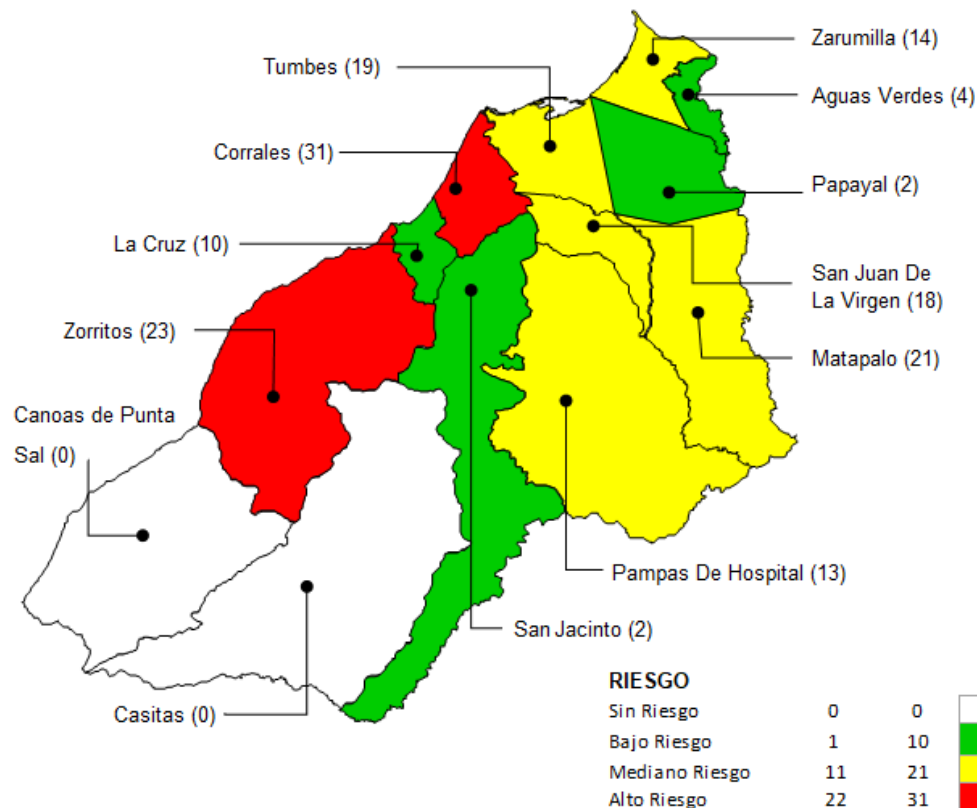 Zarumilla (14)
Tumbes (19)
Aguas Verdes (4)
Corrales (31)
Papayal (2)
La Cruz (10)
San Juan De
La Virgen (18)
Zorritos (23)
Matapalo (21)
Canoas de Punta
Sal (0)
Pampas De Hospital (13)
San Jacinto (2)
Casitas (0)
RIESGO
Sin Riesgo 0 0
Bajo Riesgo 1 10
Mediano Riesgo 11 21
Alto Riesgo 22 31